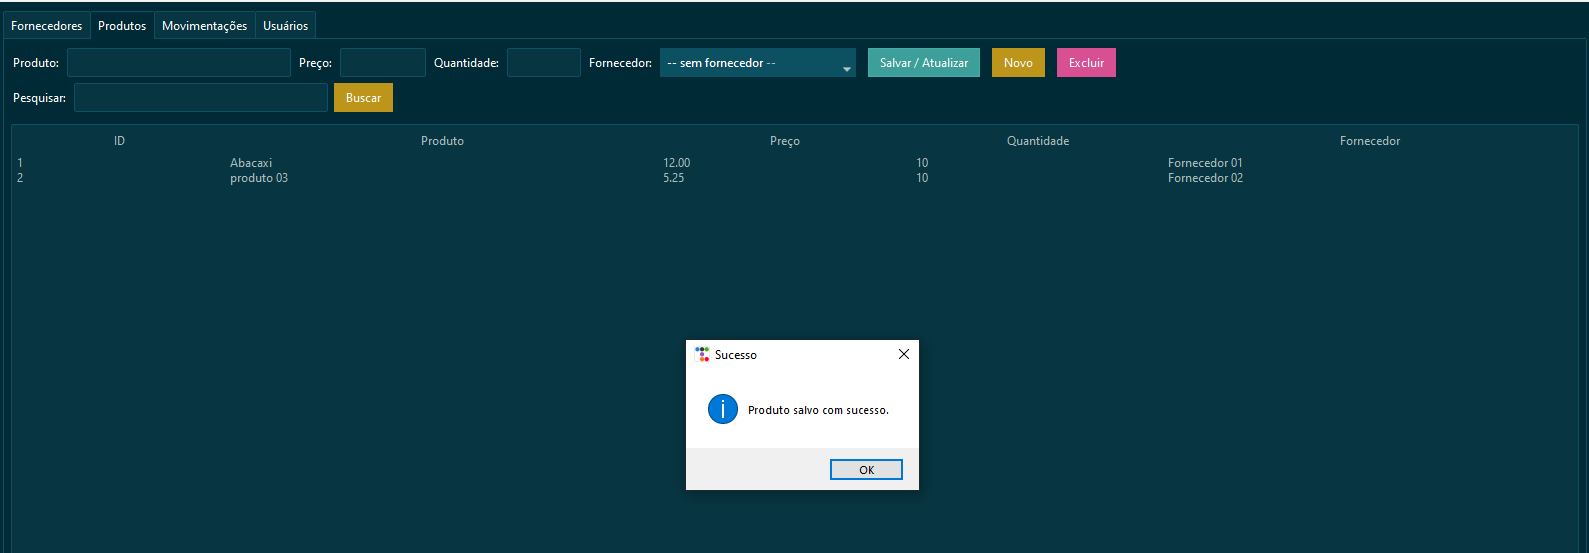 Fornecedores Produtos Movimentações Usuários
Produto: Preço: Quantidade: Fornecedor: -- sem fornecedor -- Salvar / Atualizar Novo Excluir
Pesquisar: Buscar
ID Produto Preço Quantidade Fornecedor
1 Abacaxi 12.00 10 Fornecedor 01
2 produto 03 5.25 10 Fornecedor 02
Sucesso
Produto salvo com sucesso.
OK